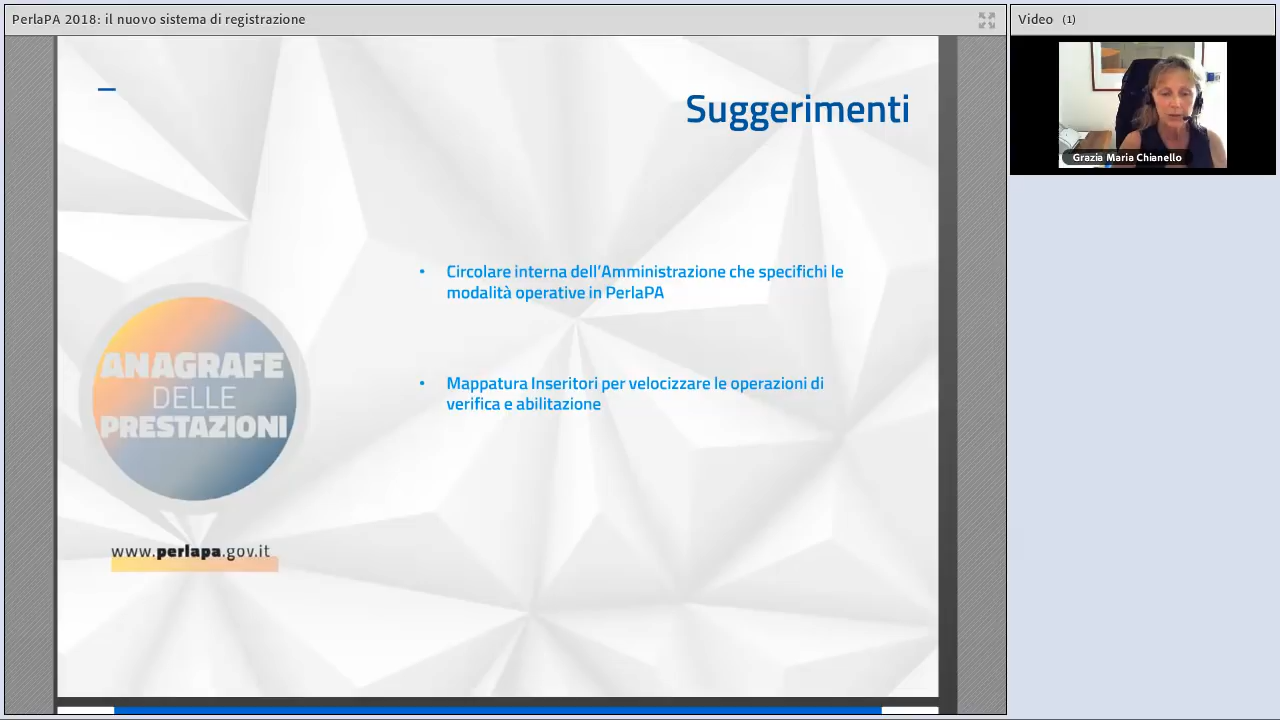 PerlaPA 2018: il nuovo sistema di registrazione
Video (1)
Grazia Maria Chianello
Suggerimenti
• Circolare interna dell'Amministrazione che specifichi le
modalità operative in PerlaPA
• Mappatura Inseritori per velocizzare le operazioni di
verifica e abilitazione
ANAGRAFE
DELLE
PRESTAZIONI
www.perlapa.gov.it